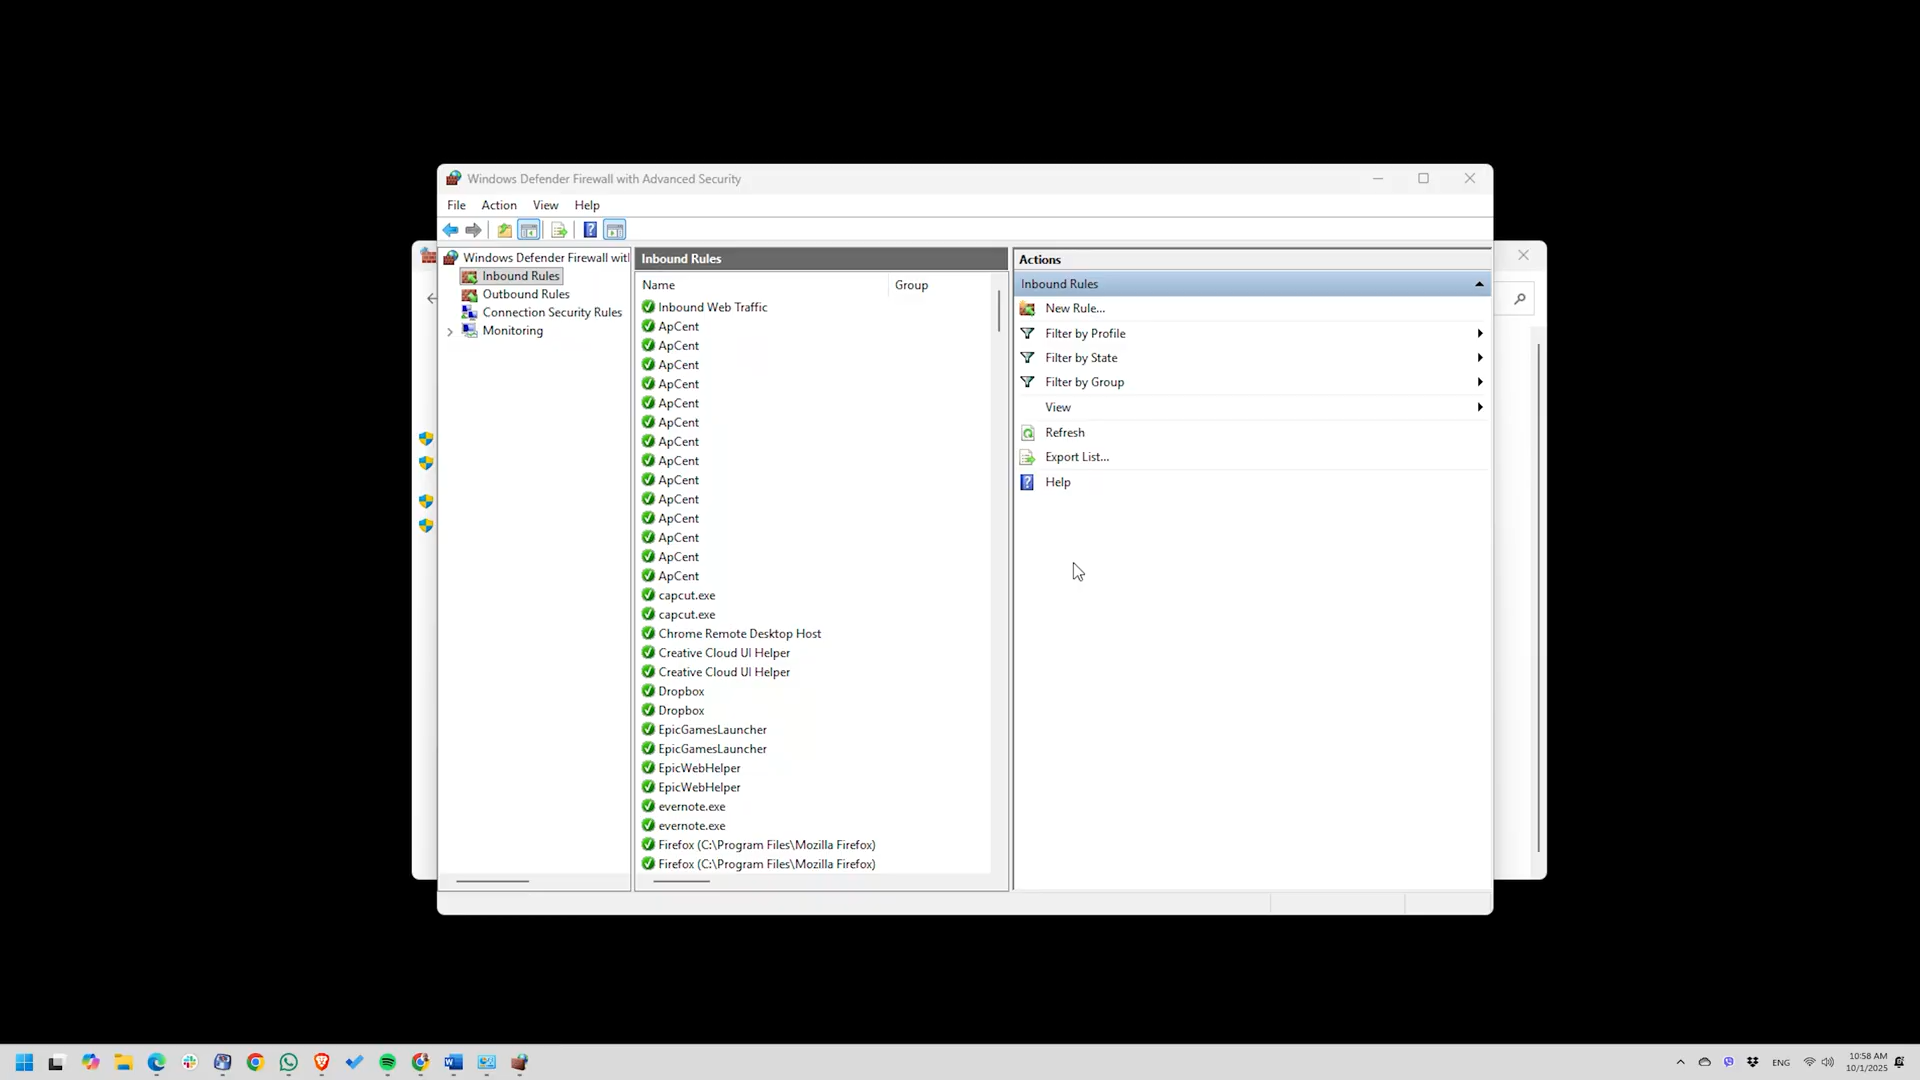 Windows Defender Firewall with Advanced Security
File Action View Help
Windows Defender Firewall wit
Inbound Rules
Outbound Rules
Connection Security Rules
Monitoring
Inbound Rules
Name Group
Inbound Web Traffic
ApCent
ApCent
ApCent
ApCent
ApCent
ApCent
ApCent
ApCent
ApCent
ApCent
ApCent
ApCent
ApCent
ApCent
capcut.exe
capcut.exe
Chrome Remote Desktop Host
Creative Cloud UI Helper
Creative Cloud UI Helper
Dropbox
Dropbox
EpicGamesLauncher
EpicGamesLauncher
EpicWebHelper
EpicWebHelper
evernote.exe
evernote.exe
Firefox (C:\Program Files\Mozilla Firefox)
Firefox (C:\Program Files\Mozilla Firefox)
Actions
Inbound Rules
New Rule...
Filter by Profile
Filter by State
Filter by Group
View
Refresh
Export List...
Help
ENG
10:58 AM
10/1/2025